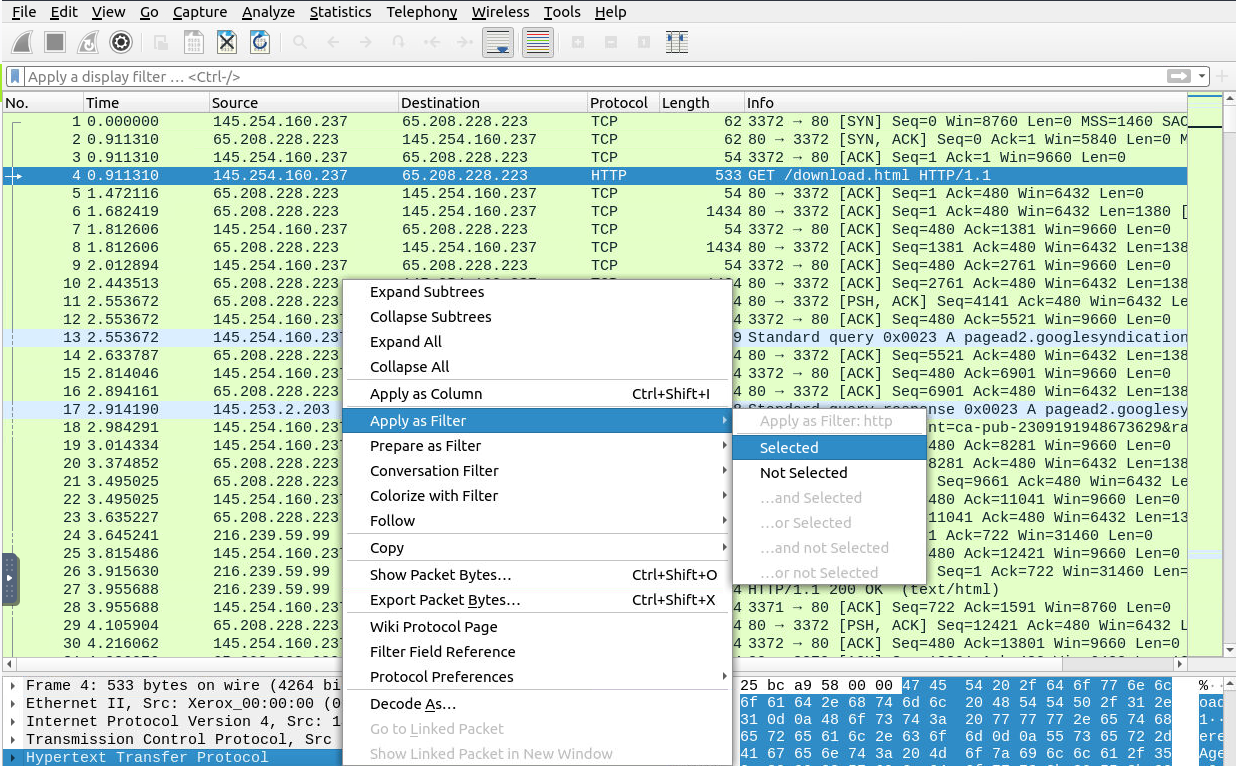 File Edit View Go Capture Analyze Statistics Telephony Wireless Tools Help
Apply a display filter … <Ctrl-/>
No. Time Source Destination Protocol Length Info
1 0.000000 145.254.160.237 65.208.228.223 TCP 62 3372 → 80 [SYN] Seq=0 Win=8760 Len=0 MSS=1460 SAC
2 0.911310 65.208.228.223 145.254.160.237 TCP 62 80 → 3372 [SYN, ACK] Seq=0 Ack=1 Win=5840 Len=0 M
3 0.911310 145.254.160.237 65.208.228.223 TCP 54 3372 → 80 [ACK] Seq=1 Ack=1 Win=9660 Len=0
4 0.911310 145.254.160.237 65.208.228.223 HTTP 533 GET /download.html HTTP/1.1
5 1.472116 65.208.228.223 145.254.160.237 TCP 54 80 → 3372 [ACK] Seq=1 Ack=480 Win=6432 Len=0
6 1.682419 65.208.228.223 145.254.160.237 TCP 1434 80 → 3372 [ACK] Seq=1 Ack=480 Win=6432 Len=1380 [
7 1.812606 145.254.160.237 65.208.228.223 TCP 54 3372 → 80 [ACK] Seq=480 Ack=1381 Win=9660 Len=0
8 1.812606 65.208.228.223 145.254.160.237 TCP 1434 80 → 3372 [ACK] Seq=1381 Ack=480 Win=6432 Len=138
9 2.012894 145.254.160.237 65.208.228.223 TCP 54 3372 → 80 [ACK] Seq=480 Ack=2761 Win=9660 Len=0
10 2.443513 65.208.228.223 4 80 → 3372 [ACK] Seq=2761 Ack=480 Win=6432 Len=138
11 2.553672 65.208.228.223 4 80 → 3372 [PSH, ACK] Seq=4141 Ack=480 Win=6432 Le
12 2.553672 145.254.160.237 4 3372 → 80 [ACK] Seq=480 Ack=5521 Win=9660 Len=0
13 2.553672 145.254.160.237 9 Standard query 0x0023 A pagead2.googlesyndication
14 2.633787 65.208.228.223 4 80 → 3372 [ACK] Seq=5521 Ack=480 Win=6432 Len=138
15 2.814046 145.254.160.237 4 3372 → 80 [ACK] Seq=480 Ack=6901 Win=9660 Len=0
16 2.894161 65.208.228.223 4 80 → 3372 [ACK] Seq=6901 Ack=480 Win=6432 Len=138
17 2.914190 145.253.2.203 Standard query response 0x0023 A pagead2.googlesy
18 2.984291 145.254.160.237 nt=ca-pub-2309191948673629&ra
19 3.014334 145.254.160.237 480 Ack=8281 Win=9660 Len=0
20 3.374852 65.208.228.223 8281 Ack=480 Win=6432 Len=138
21 3.495025 65.208.228.223 Seq=9661 Ack=480 Win=6432 Le
22 3.495025 145.254.160.237 480 Ack=11041 Win=9660 Len=0
23 3.635227 65.208.228.223 11041 Ack=480 Win=6432 Len=13
24 3.645241 216.239.59.99 1 Ack=722 Win=31460 Len=0
25 3.815486 145.254.160.237 480 Ack=12421 Win=9660 Len=0
26 3.915630 216.239.59.99 Seq=1 Ack=722 Win=31460 Len=
27 3.955688 216.239.59.99 4 HTTP/1.1 200 OK (text/html)
28 3.955688 145.254.160.237 4 3371 → 80 [ACK] Seq=722 Ack=1591 Win=8760 Len=0
29 4.105904 65.208.228.223 4 80 → 3372 [PSH, ACK] Seq=12421 Ack=480 Win=6432 L
30 4.216062 145.254.160.237 4 3372 → 80 [ACK] Seq=480 Ack=13801 Win=9660 Len=0
Expand Subtrees
Collapse Subtrees
Expand All
Collapse All
Apply as Column Ctrl+Shift+I
Apply as Filter
Prepare as Filter
Conversation Filter
Colorize with Filter
Follow
Copy
Show Packet Bytes… Ctrl+Shift+O
Export Packet Bytes… Ctrl+Shift+X
Wiki Protocol Page
Filter Field Reference
Protocol Preferences
Decode As…
Go to Linked Packet
Show Linked Packet in New Window
Apply as Filter: http
Selected
Not Selected
…and Selected
…or Selected
…and not Selected
…or not Selected
Frame 4: 533 bytes on wire (4264 bi
Ethernet II, Src: Xerox_00:00:00 (0
Internet Protocol Version 4, Src: 1
Transmission Control Protocol, Src
Hypertext Transfer Protocol
25 bc a9 58 00 00 47 45 54 20 2f 64 6f 77 6e 6c %··
6f 61 64 2e 68 74 6d 6c 20 48 54 54 50 2f 31 2e oad
31 0d 0a 48 6f 73 74 3a 20 77 77 77 2e 65 74 68 1··
65 72 65 61 6c 2e 63 6f 6d 0d 0a 55 73 65 72 2d ere
41 67 65 6e 74 3a 20 4d 6f 7a 69 6c 6c 61 2f 35 Age